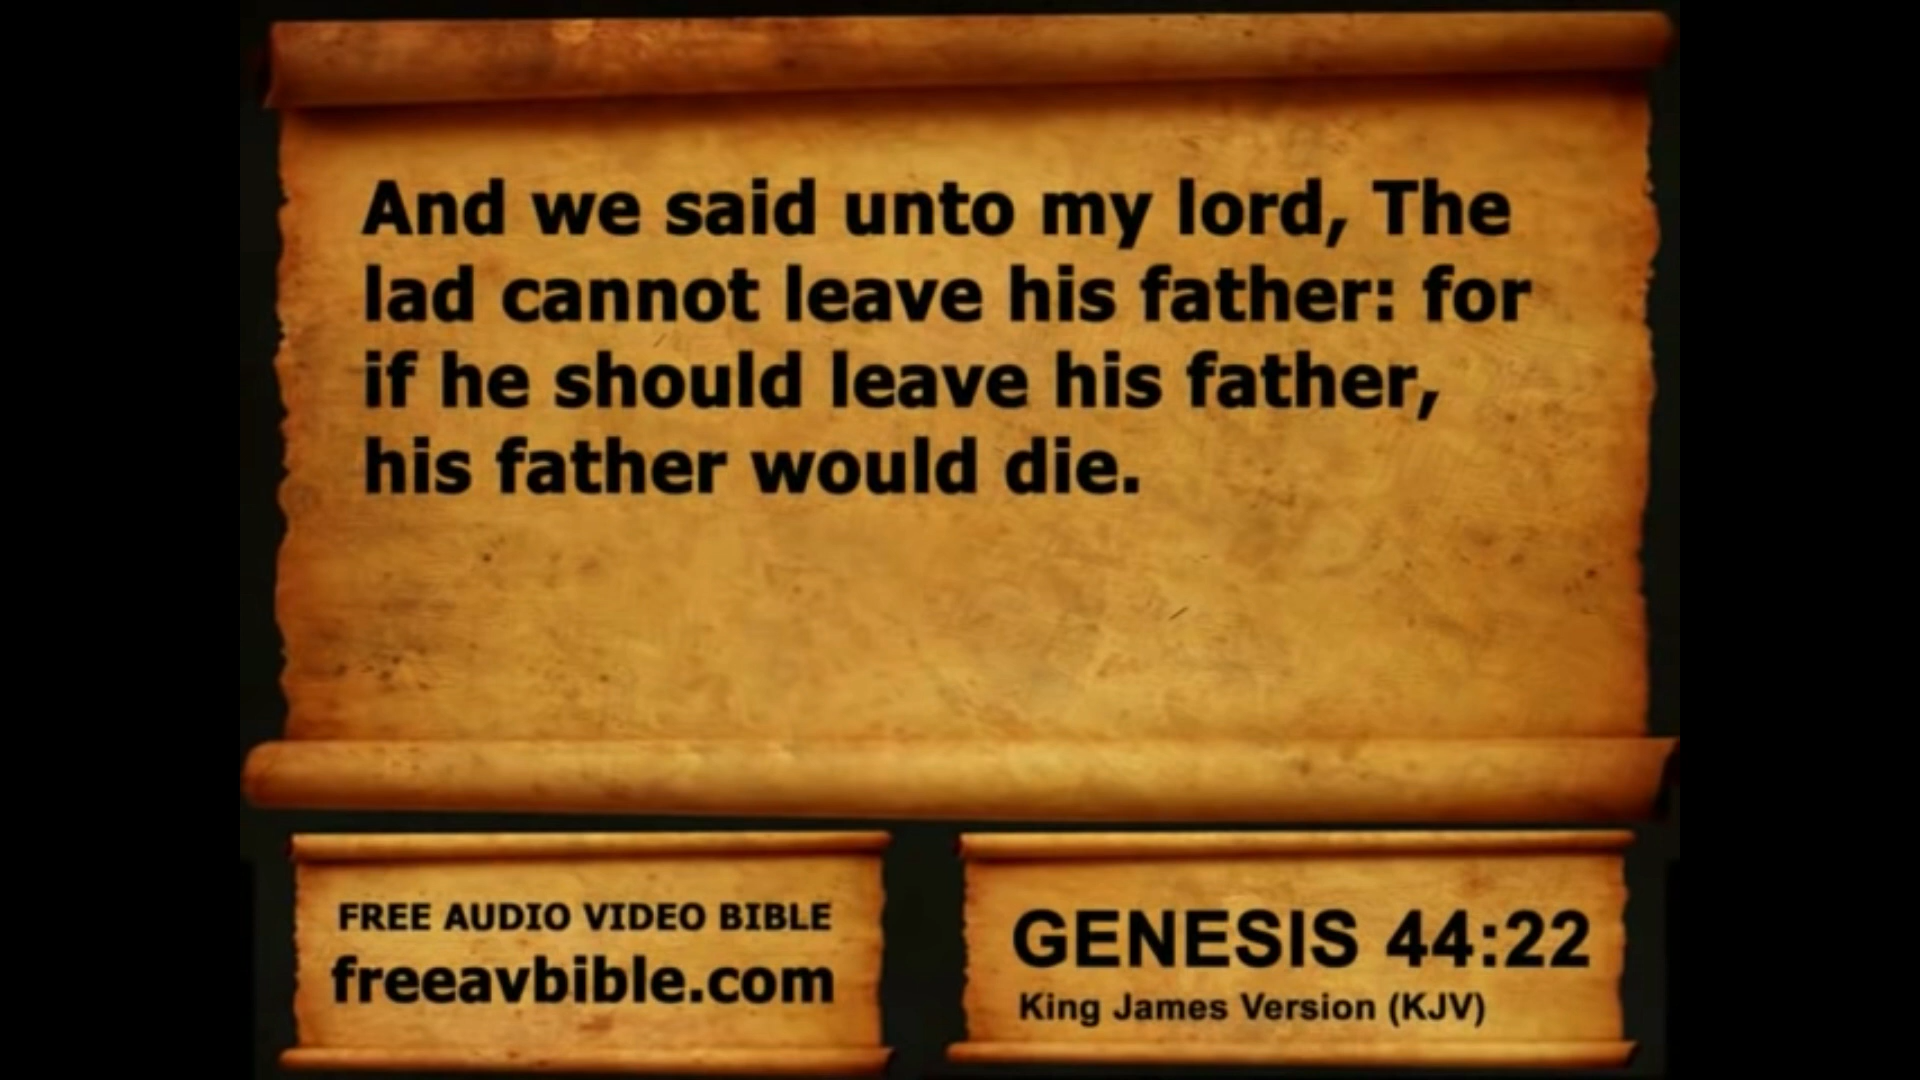 And we said unto my lord, The
lad cannot leave his father: for
if he should leave his father,
his father would die.
FREE AUDIO VIDEO BIBLE
freeavbible.com
GENESIS 44:22
King James Version (KJV)